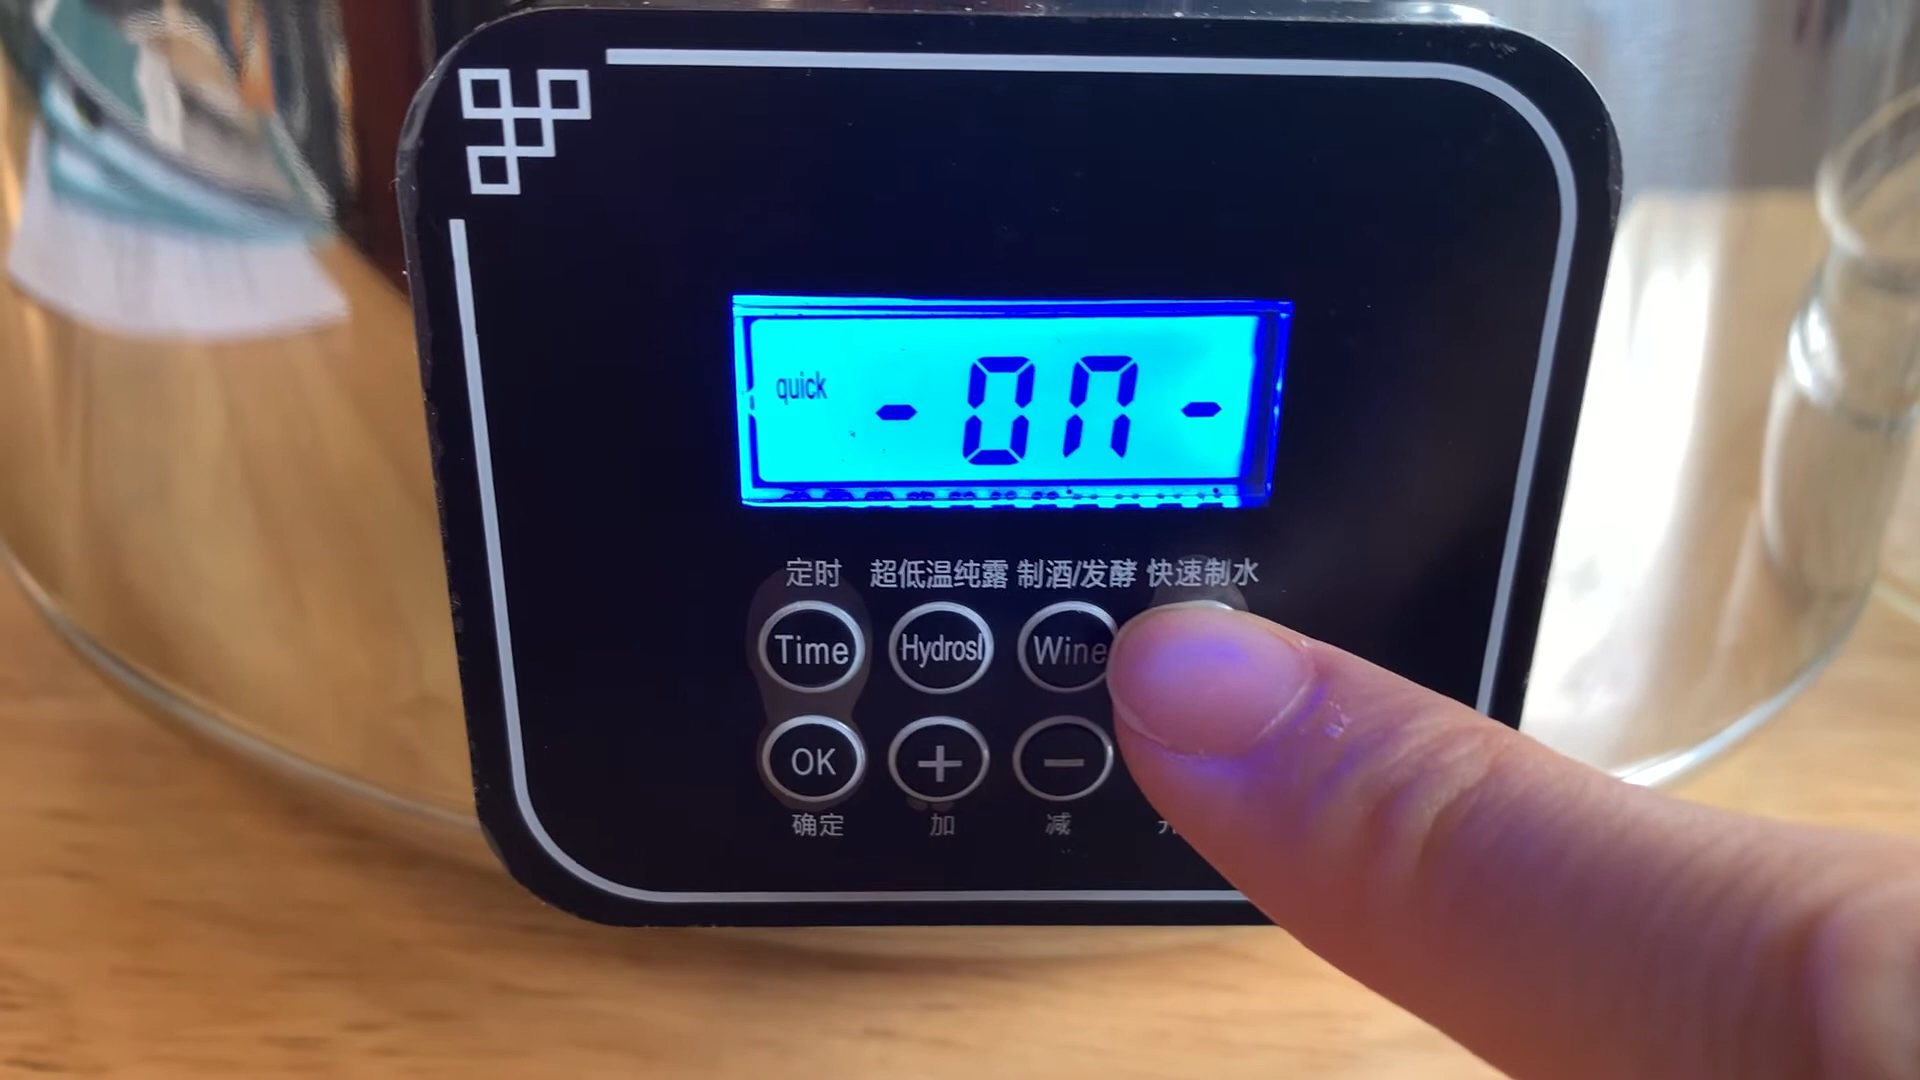 quick -ON-
定时 超低温纯露 制酒/发酵 快速制水
Time Hydrosl Wine
OK + −
确定 加 减